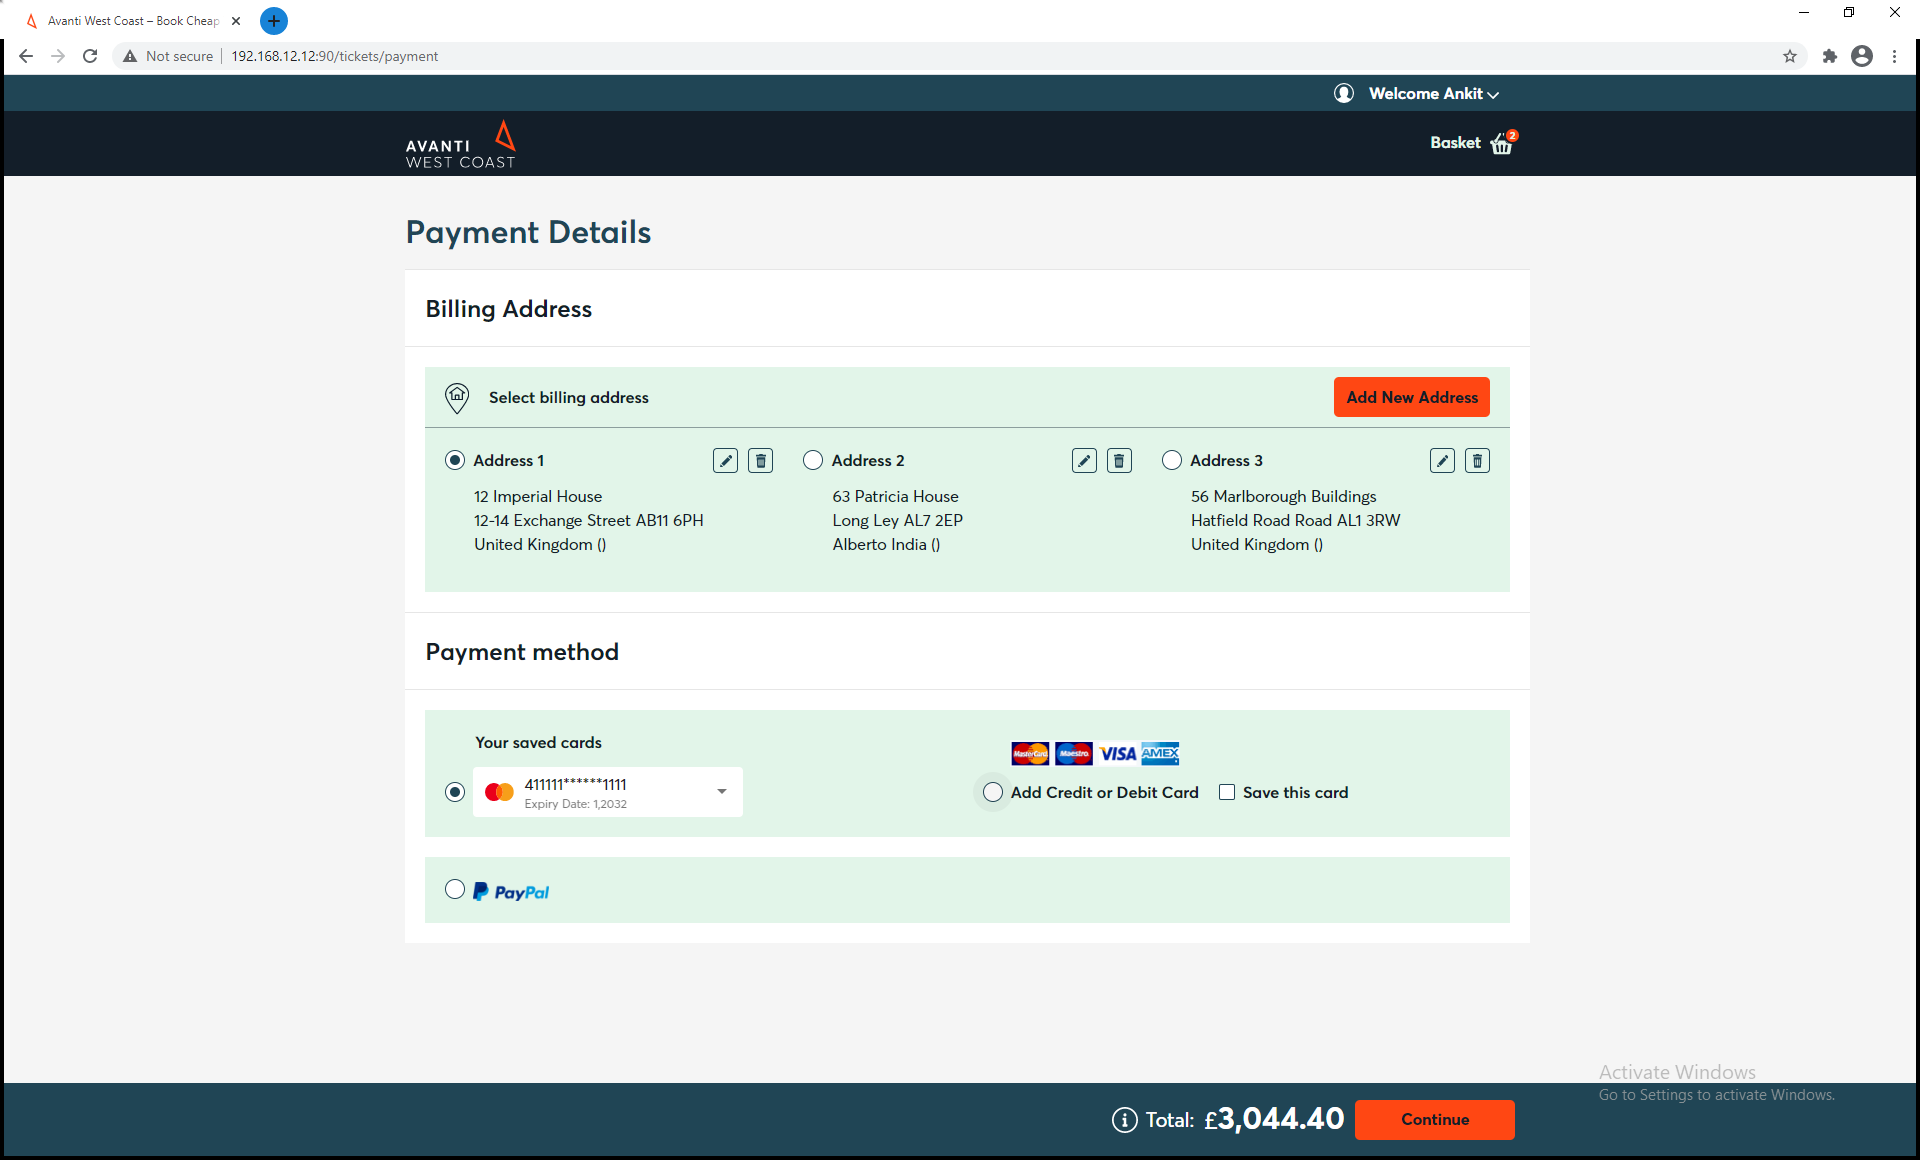 Avanti West Coast – Book Cheap
Not secure
192.168.12.12:90/tickets/payment
Welcome Ankit
AVANTI
WEST COAST
Basket
2
Payment Details
Billing Address
Select billing address
Add New Address
Address 1
12 Imperial House
12-14 Exchange Street AB11 6PH
United Kingdom ()
Address 2
63 Patricia House
Long Ley AL7 2EP
Alberto India ()
Address 3
56 Marlborough Buildings
Hatfield Road Road AL1 3RW
United Kingdom ()
Payment method
Your saved cards
411111******1111
Expiry Date: 1,2032
MasterCard
Maestro
VISA
AMEX
Add Credit or Debit Card
Save this card
PayPal
Activate Windows
Go to Settings to activate Windows.
Total: £3,044.40
Continue